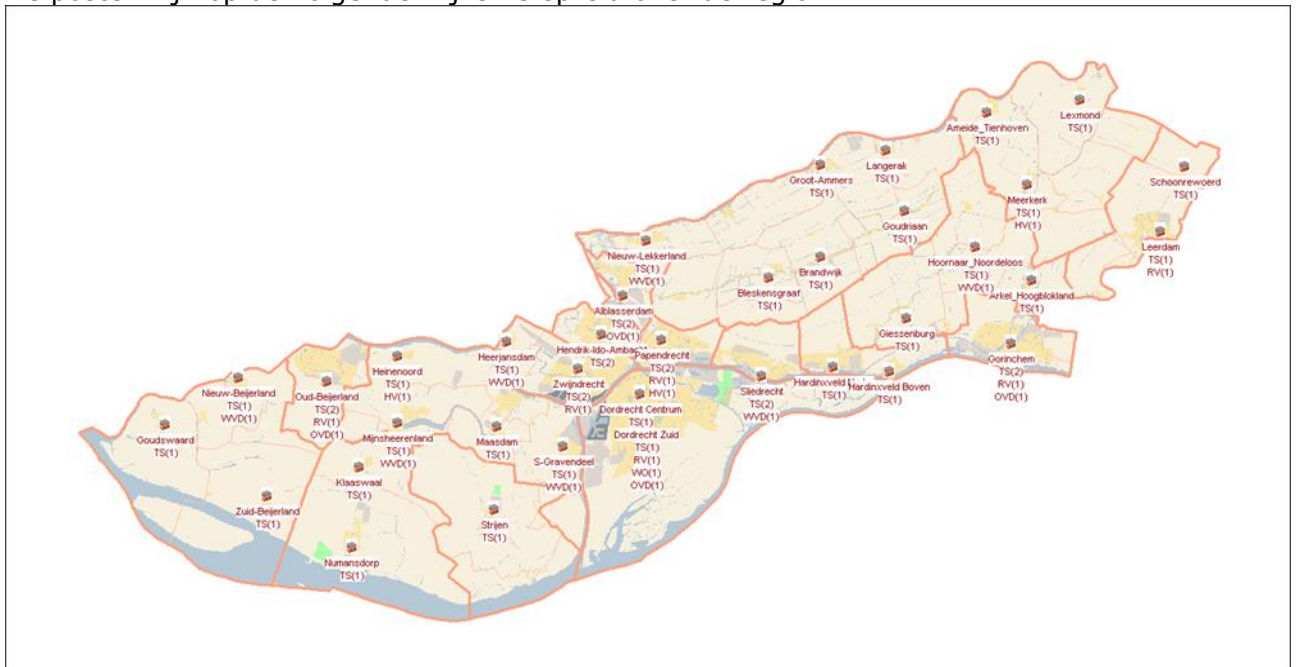 Lexmond
TS(1)
Ameide_Tienhoven
TS(1)
Langerak
TS(1)
Groot-Ammers
TS(1)
Schoonrewoerd
TS(1)
Meerkerk
TS(1)
HV(1)
Goudriaan
TS(1)
Leerdam
TS(1)
RV(1)
Nieuw-Lekkerland
TS(1)
WVD(1)
Hoornaar_Noordeloos
TS(1)
WVD(1)
Brandwijk
TS(1)
Bleskensgraaf
TS(1)
Arkel_Hoogblokland
TS(1)
Alblasserdam
TS(2)
OVD(1)
Giessenburg
TS(1)
Hendrik-Ido-Ambacht
TS(2)
Papendrecht
TS(2)
RV(1)
HV(1)
Gorinchem
TS(2)
RV(1)
OVD(1)
Heerjansdam
TS(1)
WVD(1)
Heinenoord
TS(1)
HV(1)
Zwijndrecht
TS(2)
RV(1)
Hardinxveld
TS(1)
Hardinxveld Boven
TS(1)
Sliedrecht
TS(2)
WVD(1)
Nieuw-Beijerland
TS(1)
WVD(1)
Oud-Beijerland
TS(2)
RV(1)
OVD(1)
Dordrecht Centrum
TS(1)
Dordrecht Zuid
TS(1)
RV(1)
WO(1)
OVD(1)
Goudswaard
TS(1)
Mijnsheerenland
TS(1)
WVD(1)
Maasdam
TS(1)
S-Gravendeel
TS(1)
WVD(1)
Klaaswaal
TS(1)
Zuid-Beijerland
TS(1)
Strijen
TS(1)
Numansdorp
TS(1)